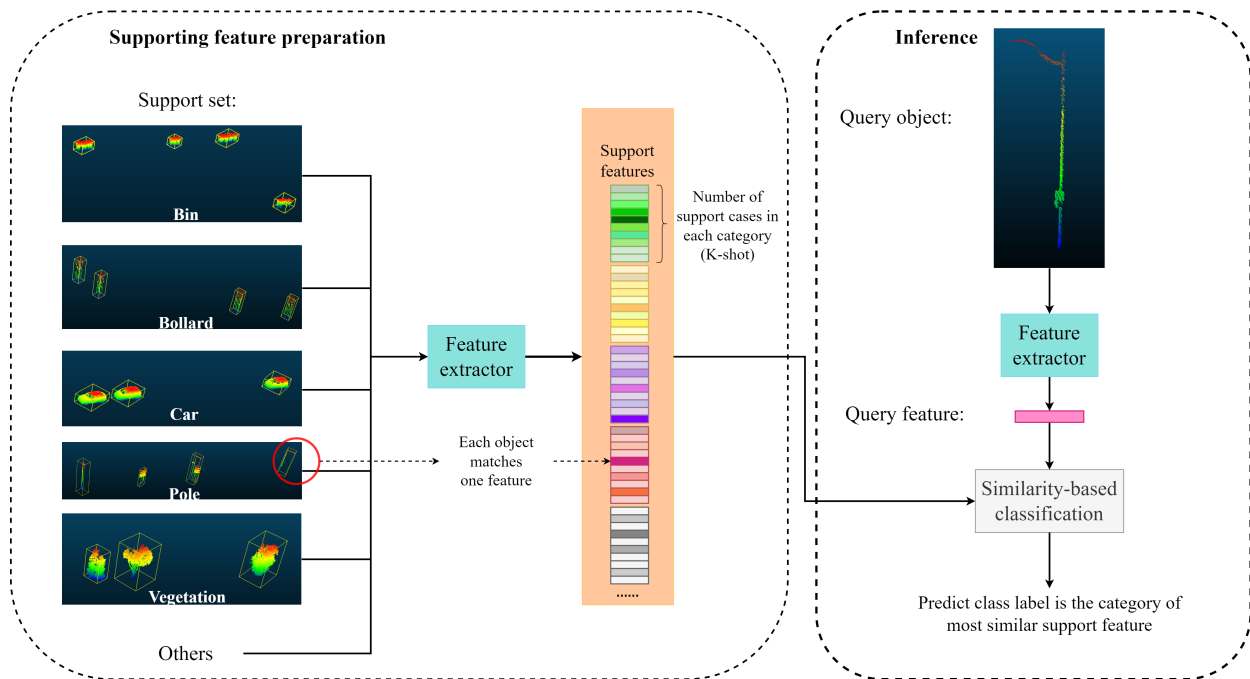 Supporting feature preparation
Support set:
Bin
Bollard
Car
Pole
Vegetation
Others
Feature
extractor
Each object
matches
one feature
Support
features
Number of
support cases in
each category
(K-shot)
......
Inference
Query object:
Feature
extractor
Query feature:
Similarity-based
classification
Predict class label is the category of
most similar support feature